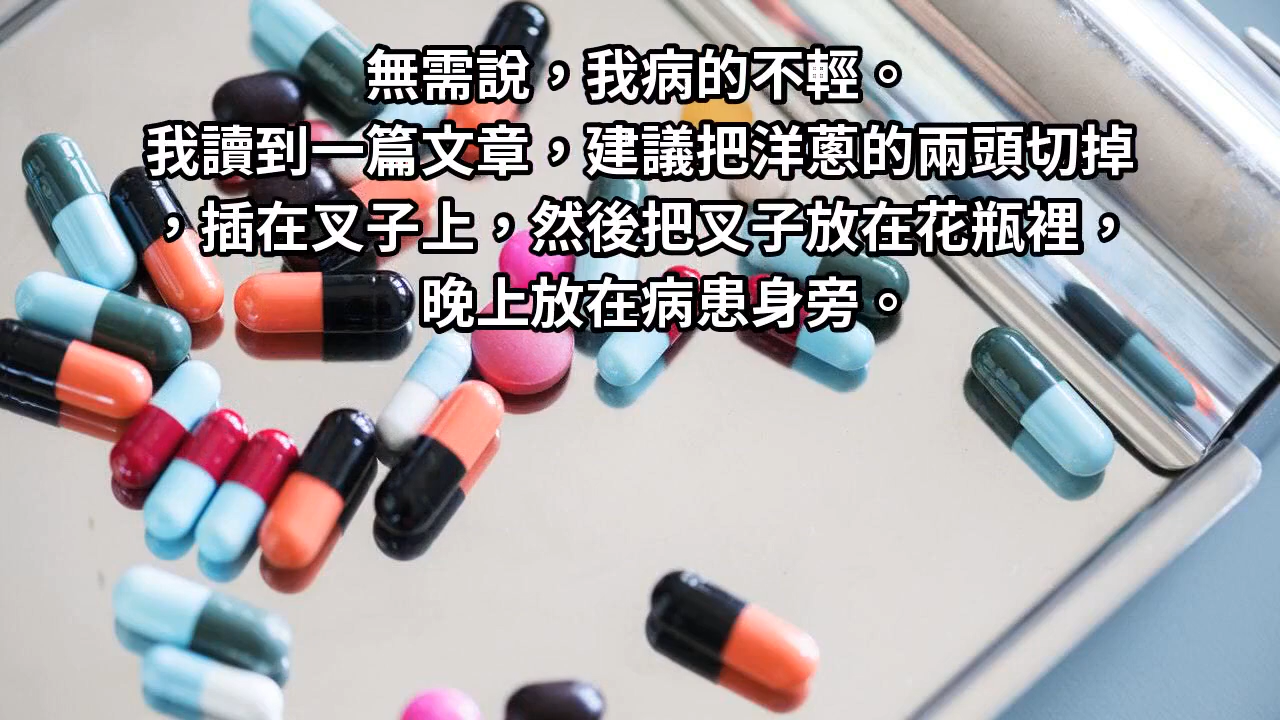 無需說，我病的不輕。
我讀到一篇文章，建議把洋蔥的兩頭切掉
，插在叉子上，然後把叉子放在花瓶裡，
晚上放在病患身旁。